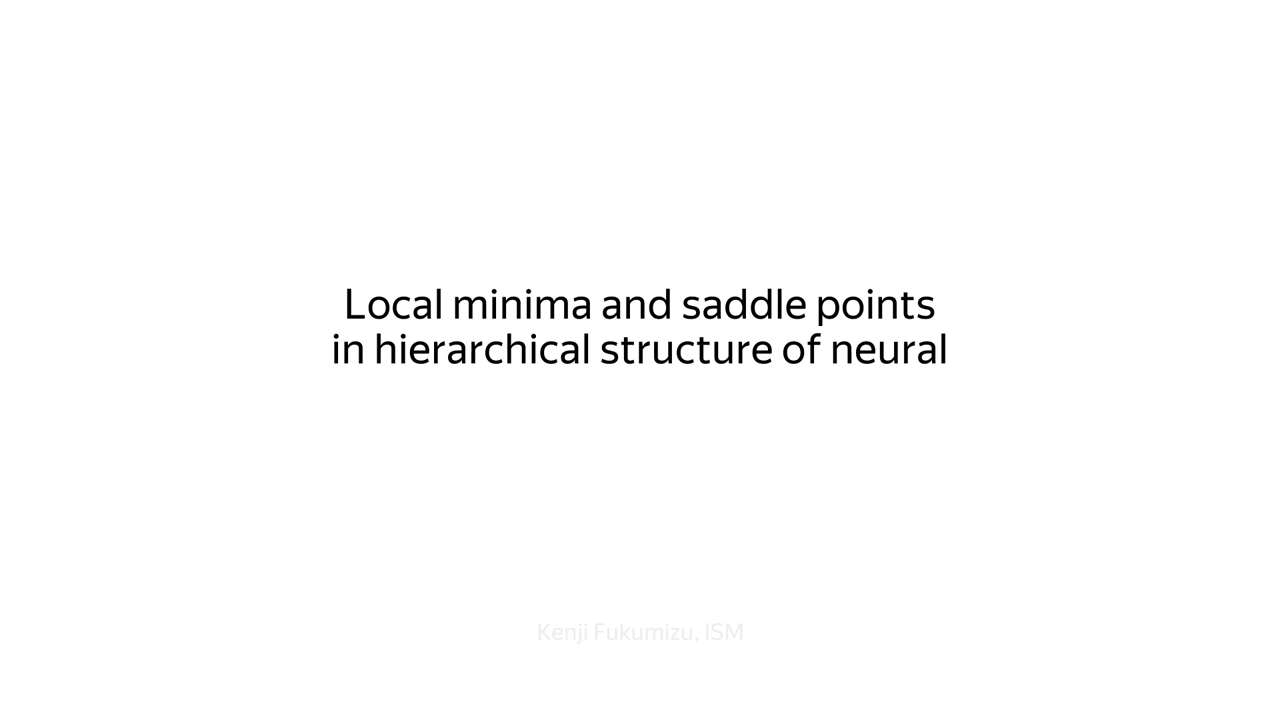 Local minima and saddle points
in hierarchical structure of neural
Kenji Fukumizu, ISM